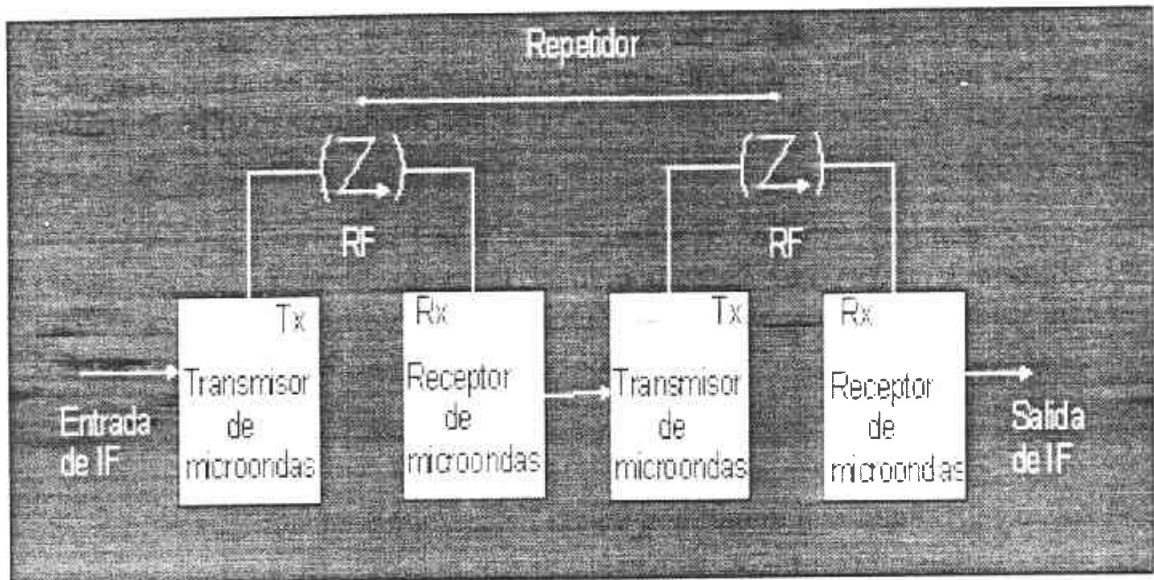 Repetidor
RF
RF
Tx
Rx
Tx
Rx
Entrada
de IF
Transmisor
de
microondas
Receptor
de
microondas
Transmisor
de
microondas
Receptor
de
microondas
Salida
de IF